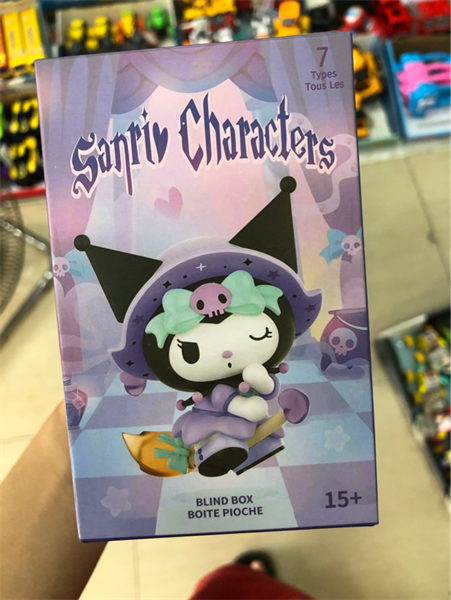 7
Types
Tous Les
Sanrio Characters
BLIND BOX
BOITE PIOCHE
15+